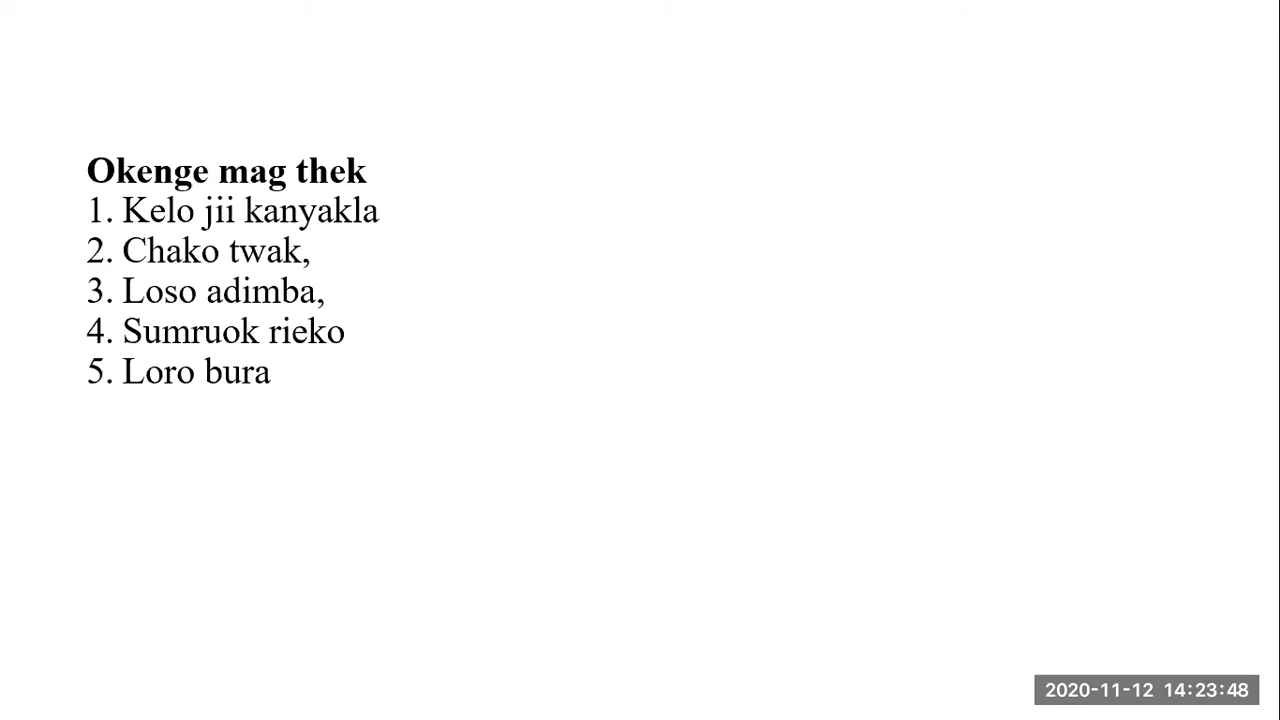 Okenge mag thek
1. Kelo jii kanyakla
2. Chako twak,
3. Loso adimba,
4. Sumruok rieko
5. Loro bura
2020-11-12 14:23:48